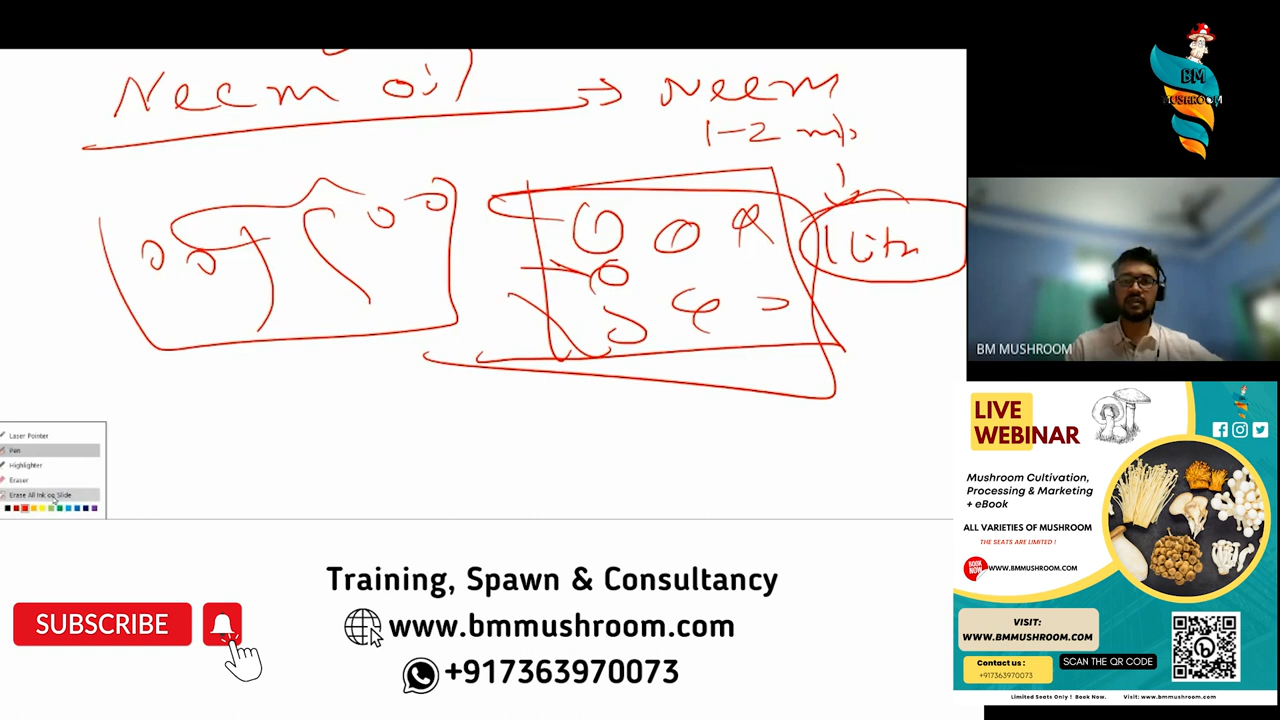 Neem oil → Neem
1-2 ml
1 litr
BM
MUSHROOM
BM MUSHROOM
Laser Pointer
Pen
Highlighter
Eraser
Erase All Ink on Slide
LIVE
WEBINAR
Mushroom Cultivation,
Processing & Marketing
+ eBook
ALL VARIETIES OF MUSHROOM
THE SEATS ARE LIMITED !
BOOK
NOW
WWW.BMMUSHROOM.COM
VISIT:
WWW.BMMUSHROOM.COM
Contact us :
+917363970073
SCAN THE QR CODE
Limited Seats Only ! Book Now. Visit: www.bmmushroom.com
Training, Spawn & Consultancy
SUBSCRIBE
www.bmmushroom.com
+917363970073